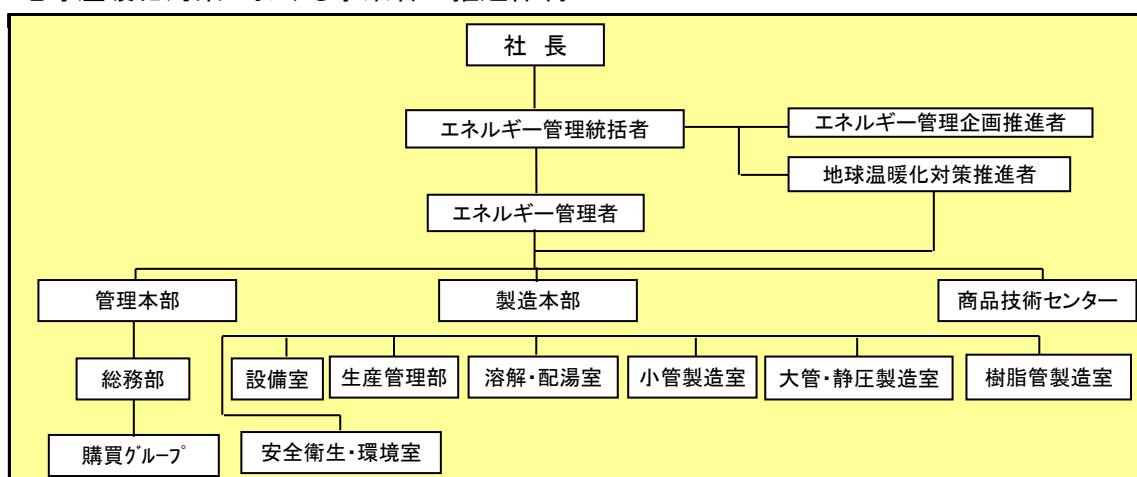 社 長
エネルギー管理統括者
エネルギー管理企画推進者
地球温暖化対策推進者
エネルギー管理者
管理本部
製造本部
商品技術センター
総務部
設備室
生産管理部
溶解・配湯室
小管製造室
大管・静圧製造室
樹脂管製造室
購買グループ
安全衛生・環境室